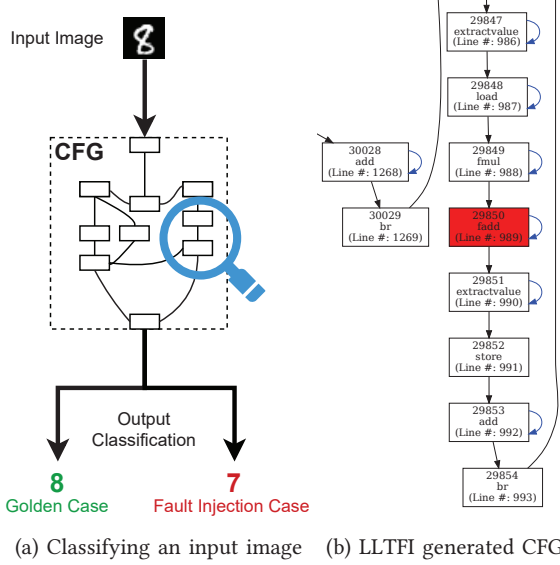 Input Image
8
CFG
Output
Classification
8
Golden Case
7
Fault Injection Case
(a) Classifying an input image
29847
extractvalue
(Line #: 986)
29848
load
(Line #: 987)
29849
fmul
(Line #: 988)
30028
add
(Line #: 1268)
30029
br
(Line #: 1269)
29850
fadd
(Line #: 989)
29851
extractvalue
(Line #: 990)
29852
store
(Line #: 991)
29853
add
(Line #: 992)
29854
br
(Line #: 993)
(b) LLTFI generated CFG